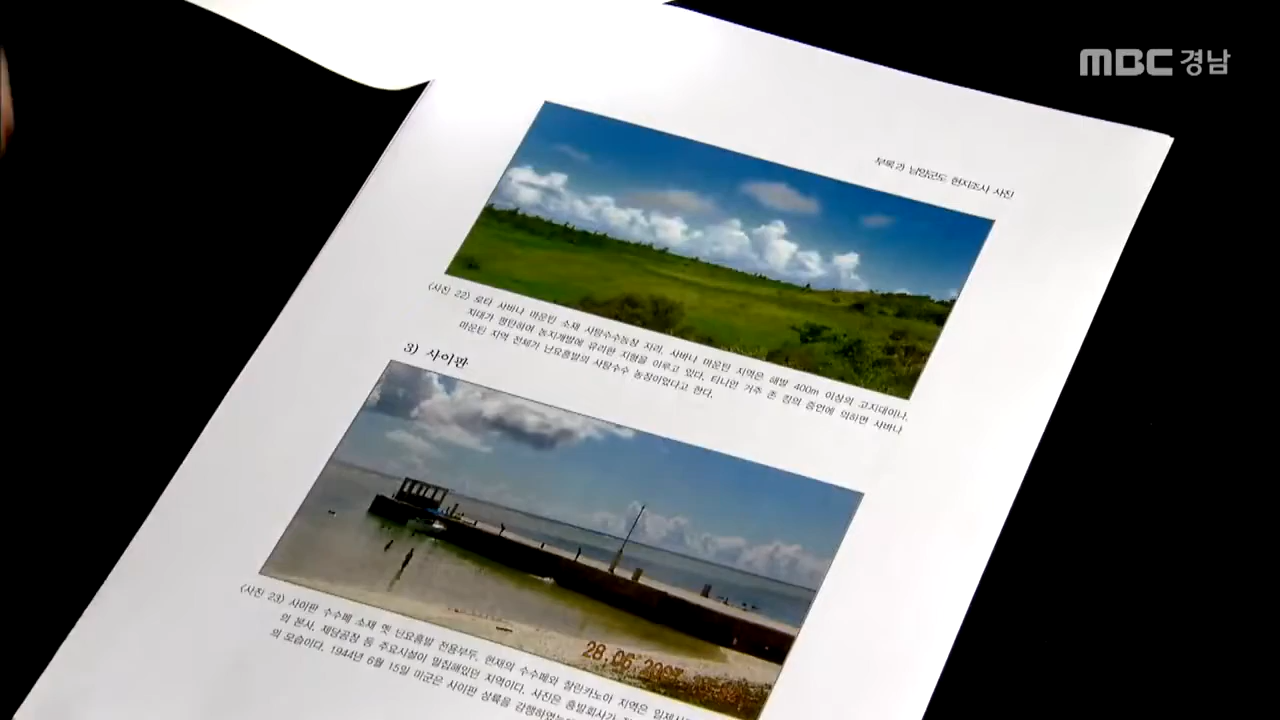 MBC 경남
부록과 남양군도 현지조사 사진
<사진 22> 로타 사바나 마운틴 소재 사탕수수농장 자리. 사바나 마운틴 지역은 해발 400m 이상의 고지대이나,
지대가 평탄하여 농지개발에 유리한 지형을 이루고 있다. 티니안 거주 존 킹의 증언에 의하면 사바나
마운틴 지역 전체가 난요흥발의 사탕수수 농장이었다고 한다.
3) 사이판
28.06.2007
<사진 23> 사이판 수수페 소재 옛 난요흥발 전용부두. 현재의 수수페와 찰란카노아 지역은
의 본사, 제당공장 등 주요시설이 밀집해있던 지역이다. 사진은 흥발회사가
의 모습이다. 1944년 6월 15일 미군은 사이판 상륙을